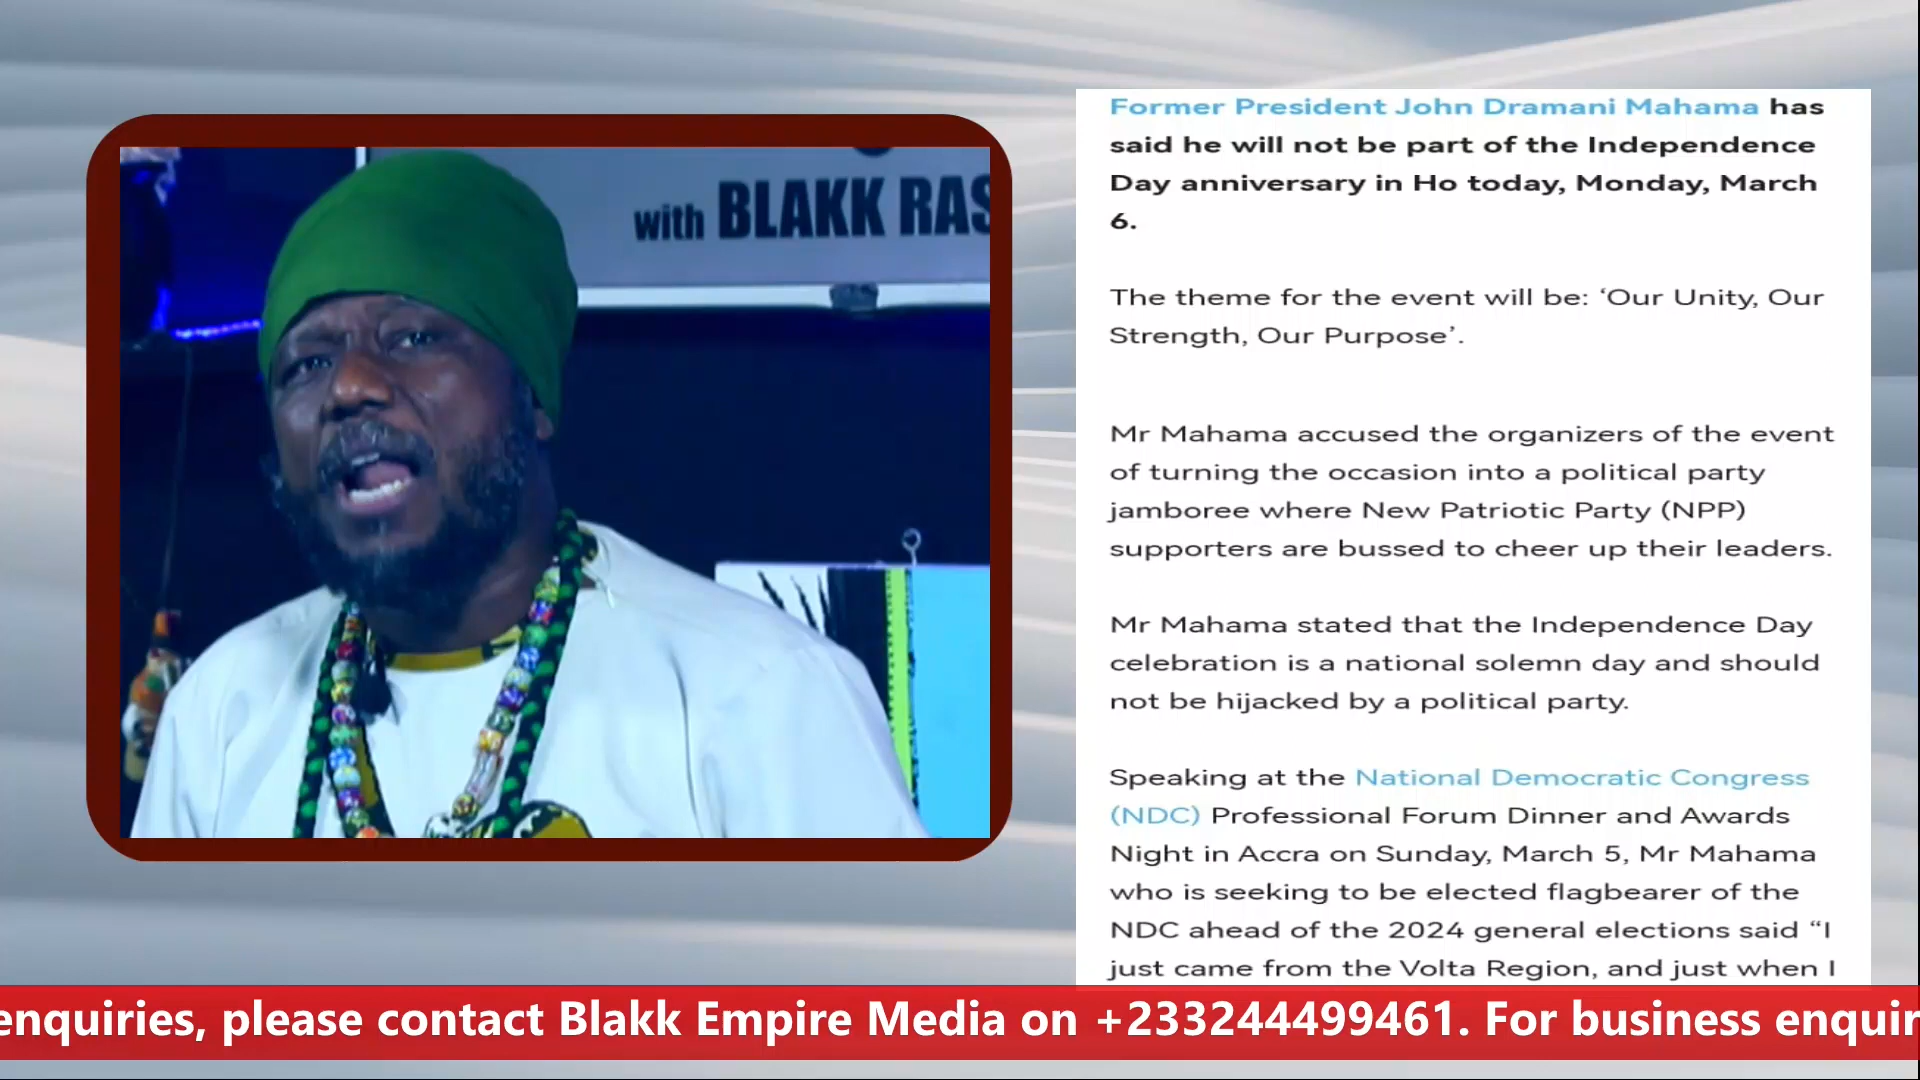 with BLAKK RAS
Former President John Dramani Mahama has
said he will not be part of the Independence
Day anniversary in Ho today, Monday, March
6.
The theme for the event will be: ‘Our Unity, Our
Strength, Our Purpose’.
Mr Mahama accused the organizers of the event
of turning the occasion into a political party
jamboree where New Patriotic Party (NPP)
supporters are bussed to cheer up their leaders.
Mr Mahama stated that the Independence Day
celebration is a national solemn day and should
not be hijacked by a political party.
Speaking at the National Democratic Congress
(NDC) Professional Forum Dinner and Awards
Night in Accra on Sunday, March 5, Mr Mahama
who is seeking to be elected flagbearer of the
NDC ahead of the 2024 general elections said “I
just came from the Volta Region, and just when I
enquiries, please contact Blakk Empire Media on +233244499461. For business enquir